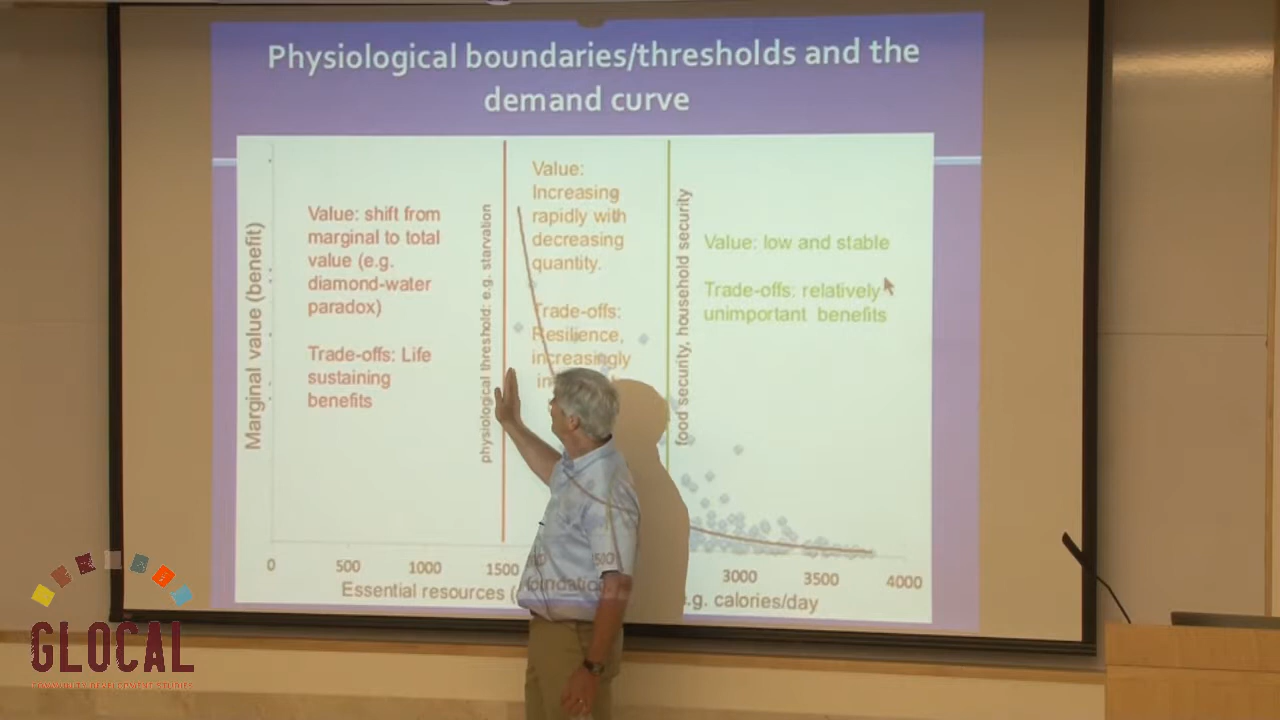 Physiological boundaries/thresholds and the
demand curve
Marginal value (benefit)
Value: shift from
marginal to total
value (e.g.
diamond-water
paradox)
Trade-offs: Life
sustaining
benefits
physiological threshold: e.g. starvation
Value:
Increasing
rapidly with
decreasing
quantity.
Trade-offs:
Resilience,
increasingly
food security, household security
Value: low and stable
Trade-offs: relatively
unimportant benefits
0 500 1000 1500 3000 3500 4000
Essential resources (
e.g. calories/day
GLOCAL
COMMUNITY DEVELOPMENT STUDIES